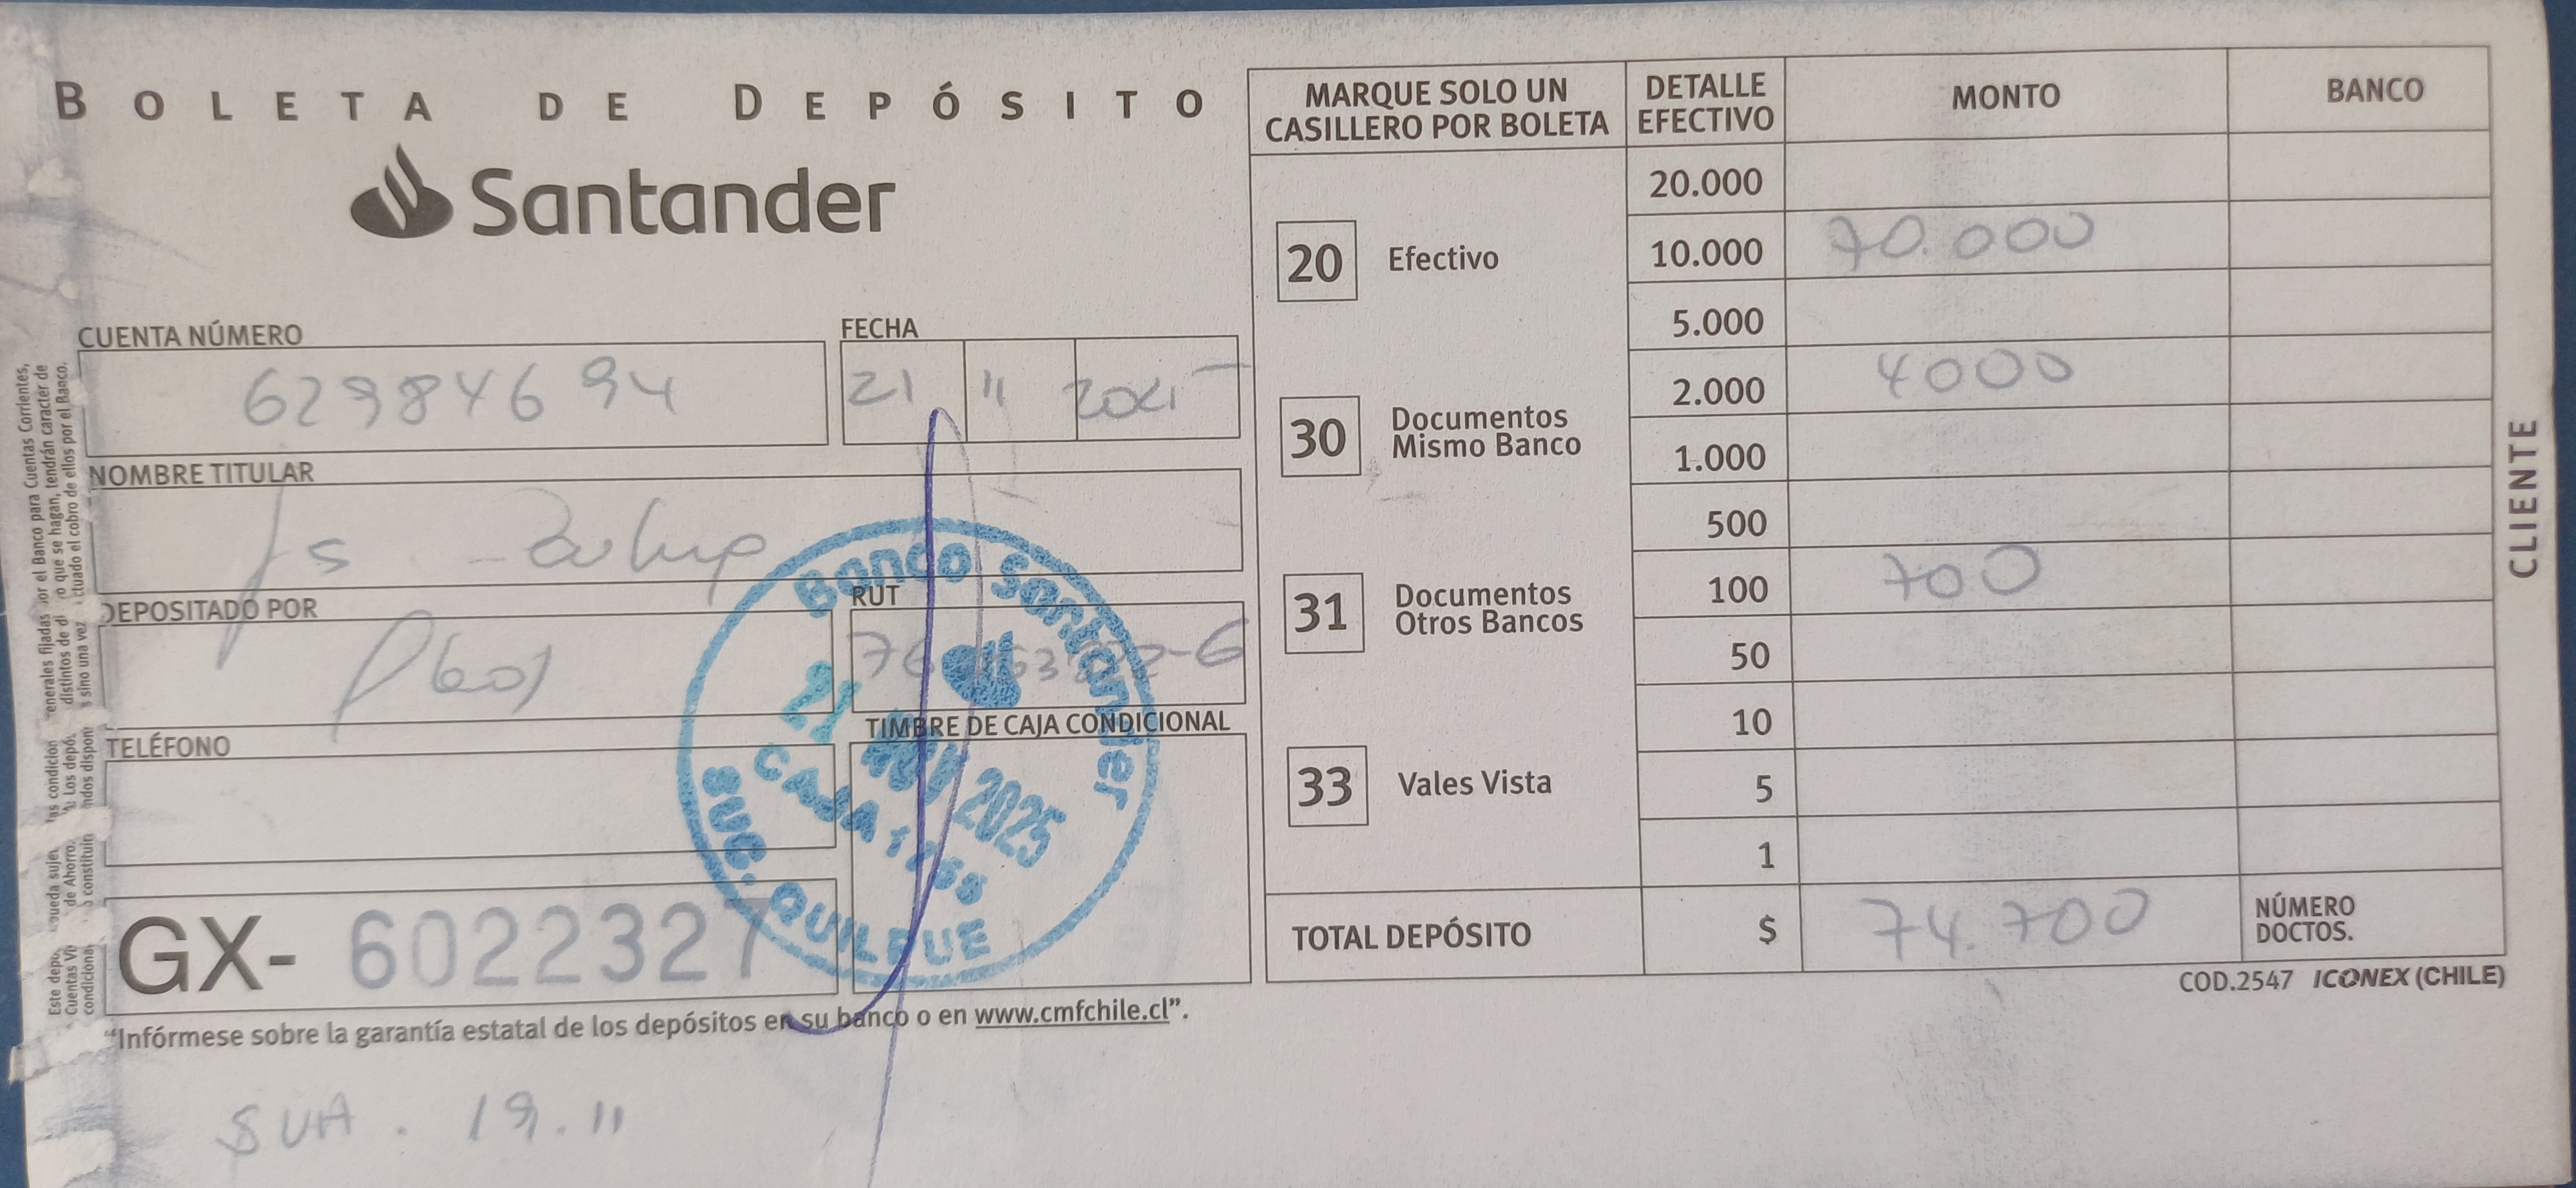 BOLETA DE DEPÓSITO
Santander
CUENTA NÚMERO
62984694
FECHA
21 11 2025
NOMBRE TITULAR
DEPOSITADO POR
RUT
-6
TELÉFONO
TIMBRE DE CAJA CONDICIONAL
Banco Santander
21 NOV 2025
CAJA
SUC. QUILPUE
GX- 6022327
"Infórmese sobre la garantía estatal de los depósitos en su banco o en www.cmfchile.cl".
SVA. 19.11
MARQUE SOLO UN
CASILLERO POR BOLETA
20 Efectivo
30 Documentos
Mismo Banco
31 Documentos
Otros Bancos
33 Vales Vista
DETALLE
EFECTIVO
MONTO
BANCO
20.000
10.000 70.000
5.000
2.000 4000
1.000
500
100 700
50
10
5
1
TOTAL DEPÓSITO $ 74.700
NÚMERO
DOCTOS.
COD.2547 ICONEX (CHILE)
CLIENTE